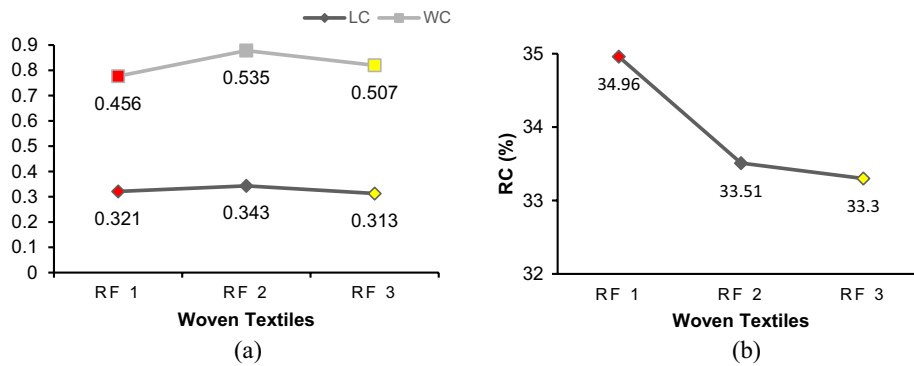 LC WC
0.9
0.8
0.7
0.6
0.5
0.4
0.3
0.2
0.1
0
0.456
0.535
0.507
0.321
0.343
0.313
RF 1 RF 2 RF 3
Woven Textiles
(a)
RC (%)
35
34
33
32
34.96
33.51
33.3
RF 1 RF 2 RF 3
Woven Textiles
(b)